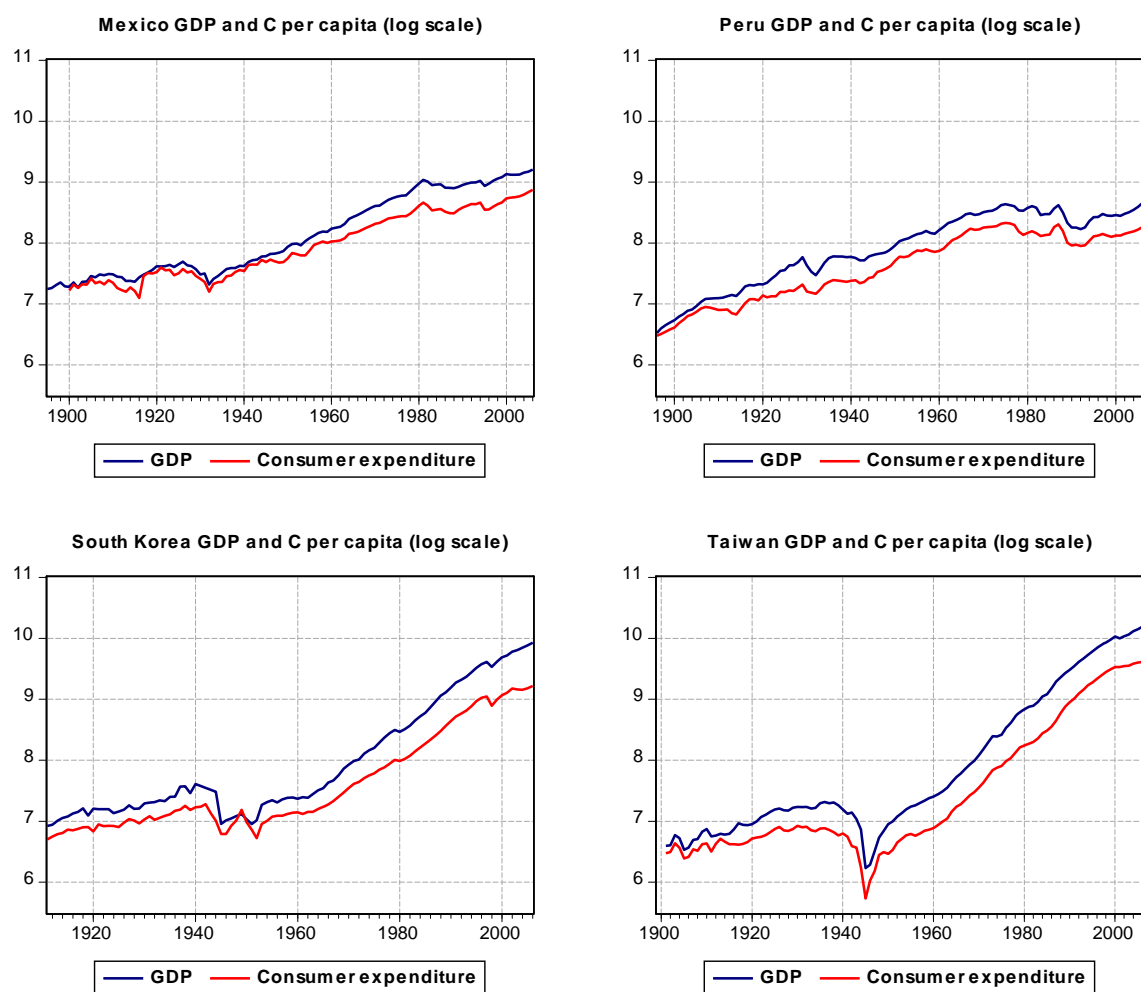 Mexico GDP and C per capita (log scale)
11
10
9
8
7
6
1900 1920 1940 1960 1980 2000
GDP Consumer expenditure
Peru GDP and C per capita (log scale)
11
10
9
8
7
6
1900 1920 1940 1960 1980 2000
GDP Consumer expenditure
South Korea GDP and C per capita (log scale)
11
10
9
8
7
6
1920 1940 1960 1980 2000
GDP Consumer expenditure
Taiwan GDP and C per capita (log scale)
11
10
9
8
7
6
1900 1920 1940 1960 1980 2000
GDP Consumer expenditure